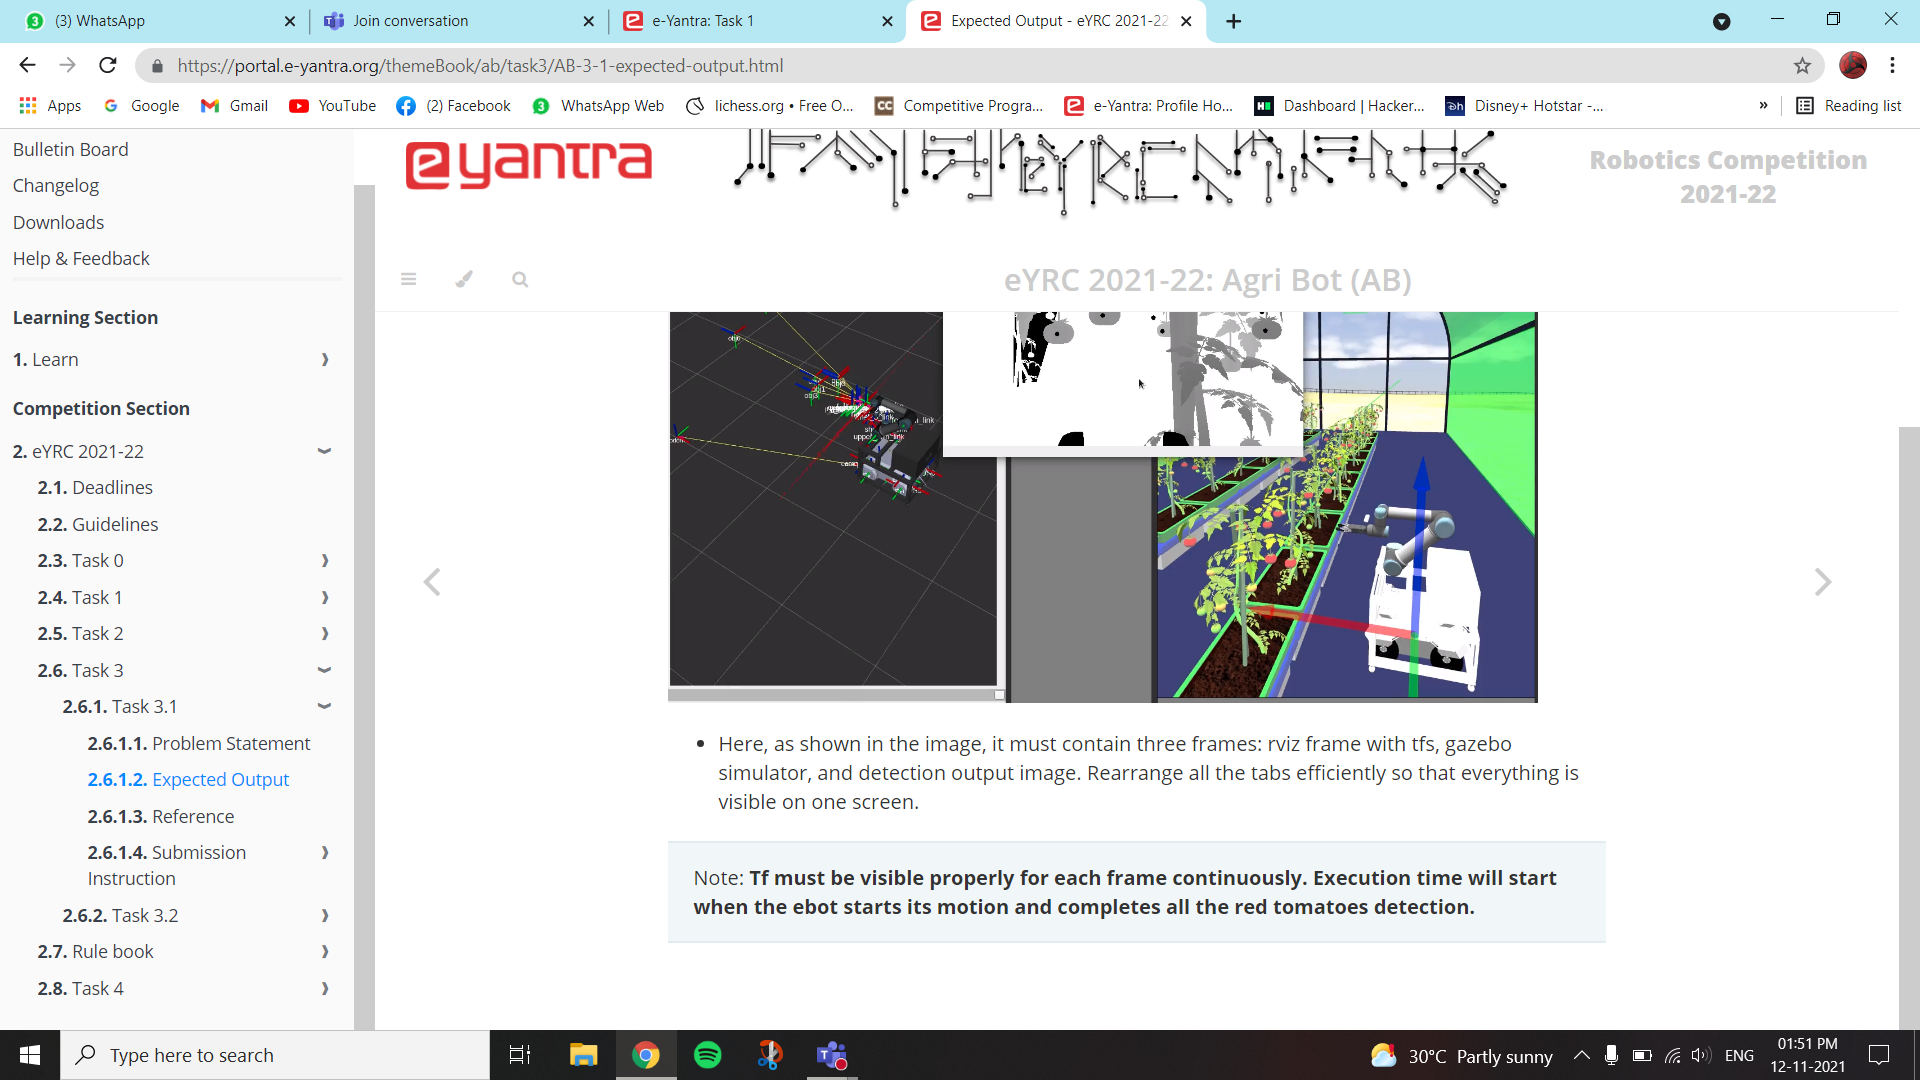 (3) WhatsApp
Join conversation
e-Yantra: Task 1
Expected Output - eYRC 2021-22
https://portal.e-yantra.org/themeBook/ab/task3/AB-3-1-expected-output.html
Apps
Google
Gmail
YouTube
(2) Facebook
WhatsApp Web
lichess.org • Free O...
Competitive Progra...
e-Yantra: Profile Ho...
Dashboard | Hacker...
Disney+ Hotstar -...
»
Reading list
Bulletin Board
Changelog
Downloads
Help & Feedback
Learning Section
1. Learn
Competition Section
2. eYRC 2021-22
2.1. Deadlines
2.2. Guidelines
2.3. Task 0
2.4. Task 1
2.5. Task 2
2.6. Task 3
2.6.1. Task 3.1
2.6.1.1. Problem Statement
2.6.1.2. Expected Output
2.6.1.3. Reference
2.6.1.4. Submission
Instruction
2.6.2. Task 3.2
2.7. Rule book
2.8. Task 4
eyantra
Robotics Competition
2021-22
eYRC 2021-22: Agri Bot (AB)
• Here, as shown in the image, it must contain three frames: rviz frame with tfs, gazebo
simulator, and detection output image. Rearrange all the tabs efficiently so that everything is
visible on one screen.
Note: Tf must be visible properly for each frame continuously. Execution time will start
when the ebot starts its motion and completes all the red tomatoes detection.
Type here to search
30°C Partly sunny
ENG
01:51 PM
12-11-2021